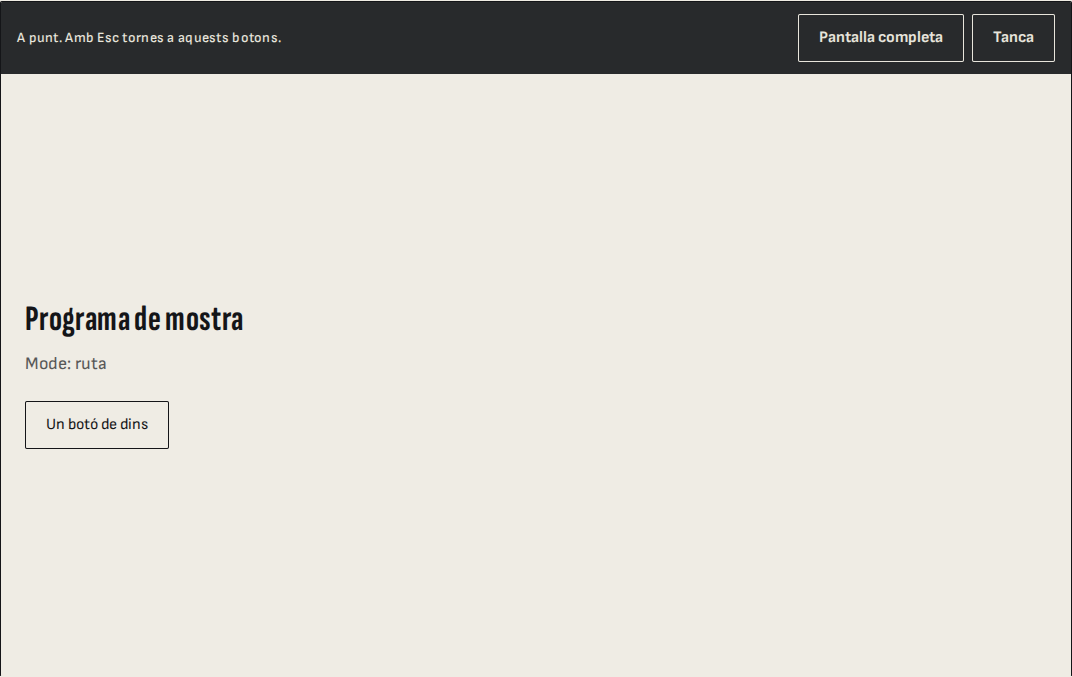 A punt. Amb Esc tornes a aquests botons.
Pantalla completa
Tanca
Programa de mostra
Mode: ruta
Un botó de dins